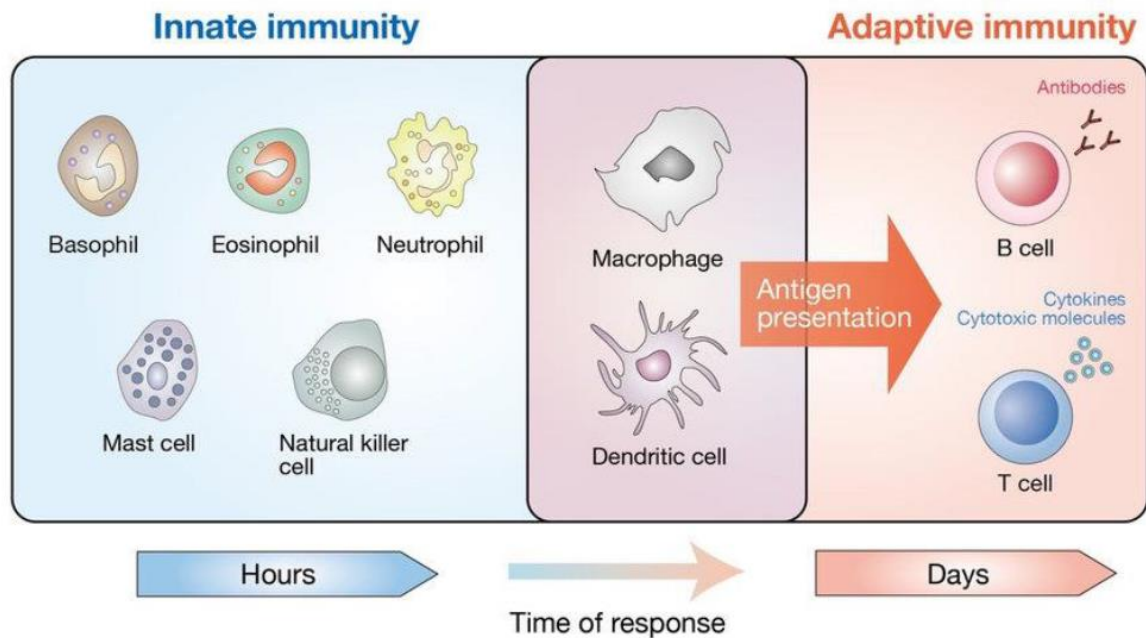 Innate immunity
Adaptive immunity
Basophil
Eosinophil
Neutrophil
Mast cell
Natural killer
cell
Macrophage
Dendritic cell
Antigen
presentation
Antibodies
B cell
Cytokines
Cytotoxic molecules
T cell
Hours
Time of response
Days